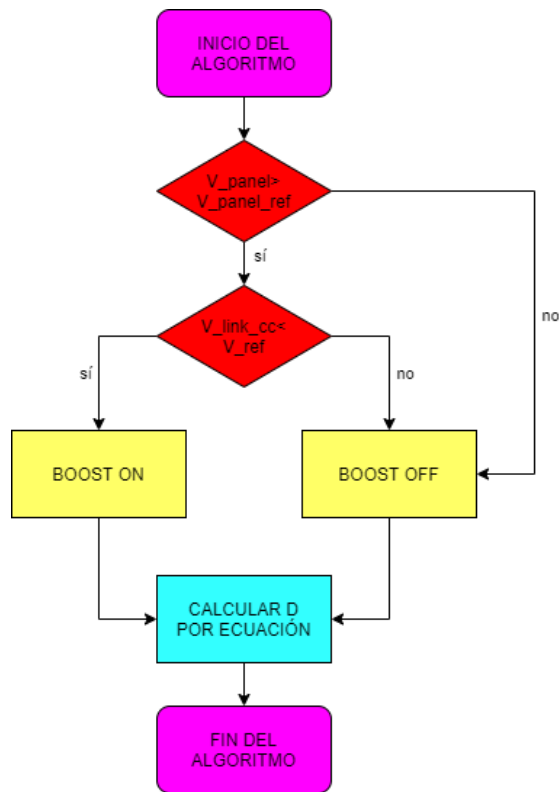 INICIO DEL
ALGORITMO
V_panel>
V_panel_ref
sí
no
V_link_cc<
V_ref
sí
no
BOOST ON
BOOST OFF
CALCULAR D
POR ECUACIÓN
FIN DEL
ALGORITMO